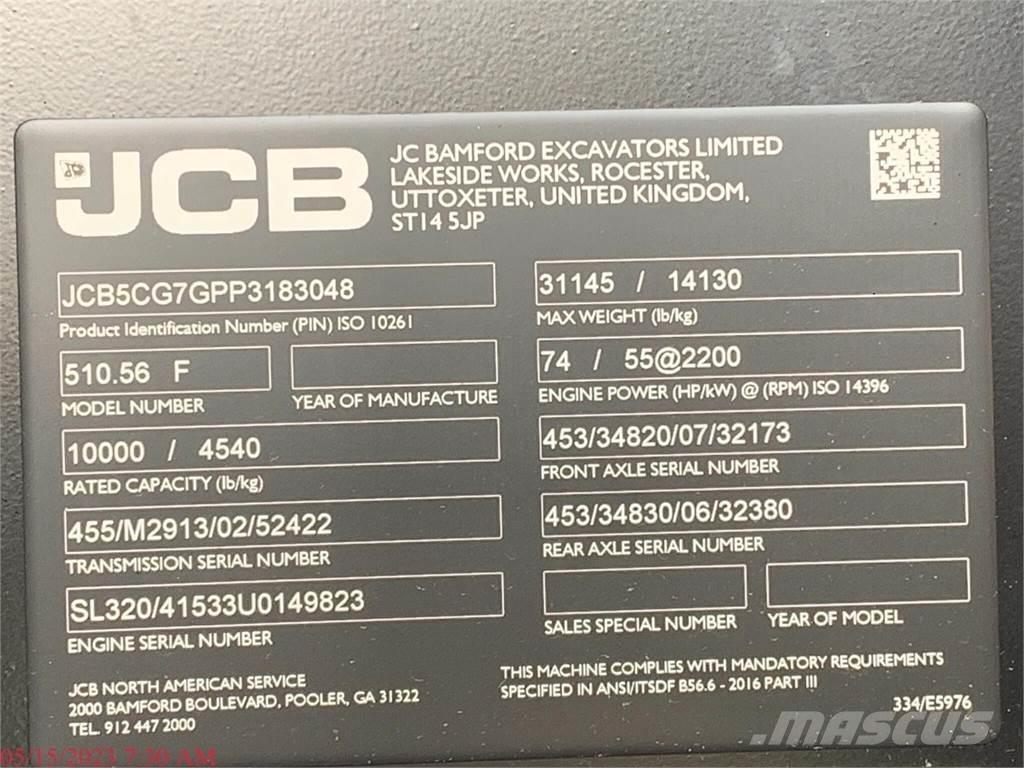 JCB
JC BAMFORD EXCAVATORS LIMITED
LAKESIDE WORKS, ROCESTER,
UTTOXETER, UNITED KINGDOM,
ST14 5JP
JCB5CG7GPP3183048
Product Identification Number (PIN) ISO 10261
510.56 F
MODEL NUMBER
YEAR OF MANUFACTURE
10000 / 4540
RATED CAPACITY (lb/kg)
455/M2913/02/52422
TRANSMISSION SERIAL NUMBER
SL320/41533U0149823
ENGINE SERIAL NUMBER
31145 / 14130
MAX WEIGHT (lb/kg)
74 / 55@2200
ENGINE POWER (HP/kW) @ (RPM) ISO 14396
453/34820/07/32173
FRONT AXLE SERIAL NUMBER
453/34830/06/32380
REAR AXLE SERIAL NUMBER
SALES SPECIAL NUMBER
YEAR OF MODEL
JCB NORTH AMERICAN SERVICE
2000 BAMFORD BOULEVARD, POOLER, GA 31322
TEL. 912 447 2000
THIS MACHINE COMPLIES WITH MANDATORY REQUIREMENTS
SPECIFIED IN ANSI/ITSDF B56.6 - 2016 PART III
334/E5976
MASCUS
05/15/2023 7:30 AM